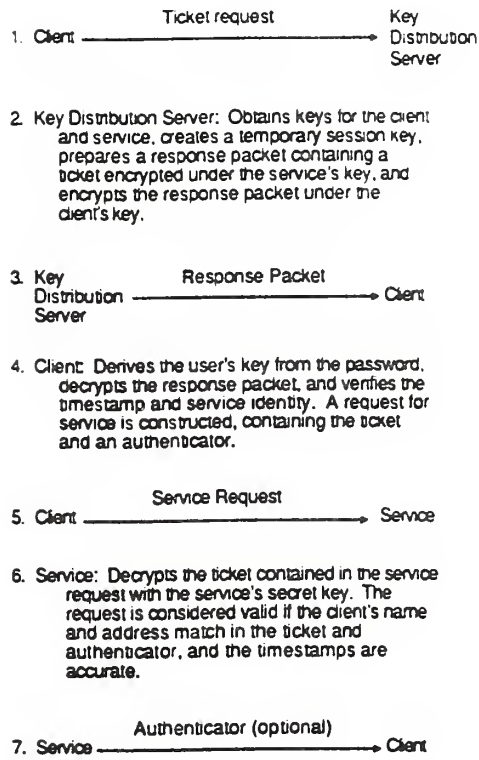 Ticket request Key
1. Client Distribution
Server
2. Key Distribution Server: Obtains keys for the client
and service, creates a temporary session key,
prepares a response packet containing a
ticket encrypted under the service's key, and
encrypts the response packet under the
client's key.
3. Key Response Packet
Distribution Client
Server
4. Client: Derives the user's key from the password,
decrypts the response packet, and verifies the
timestamp and service identity. A request for
service is constructed, containing the ticket
and an authenticator.
Service Request
5. Client Service
6. Service: Decrypts the ticket contained in the service
request with the service's secret key. The
request is considered valid if the client's name
and address match in the ticket and
authenticator, and the timestamps are
accurate.
Authenticator (optional)
7. Service Client